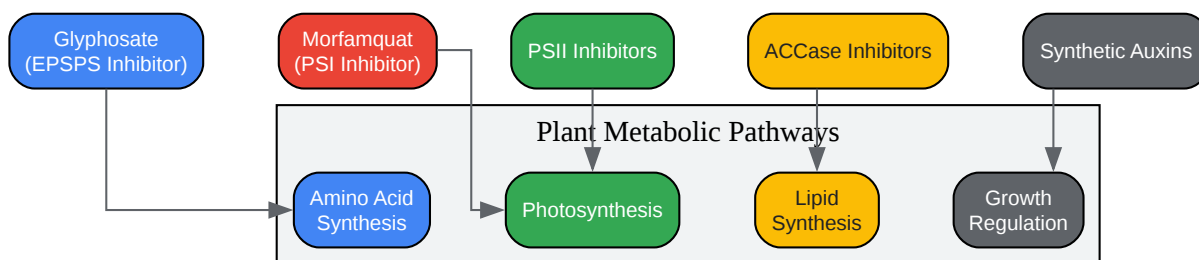 Glyphosate
(EPSPS Inhibitor)
Morfamquat
(PSI Inhibitor)
PSII Inhibitors
ACCase Inhibitors
Synthetic Auxins
Plant Metabolic Pathways
Amino Acid
Synthesis
Photosynthesis
Lipid
Synthesis
Growth
Regulation